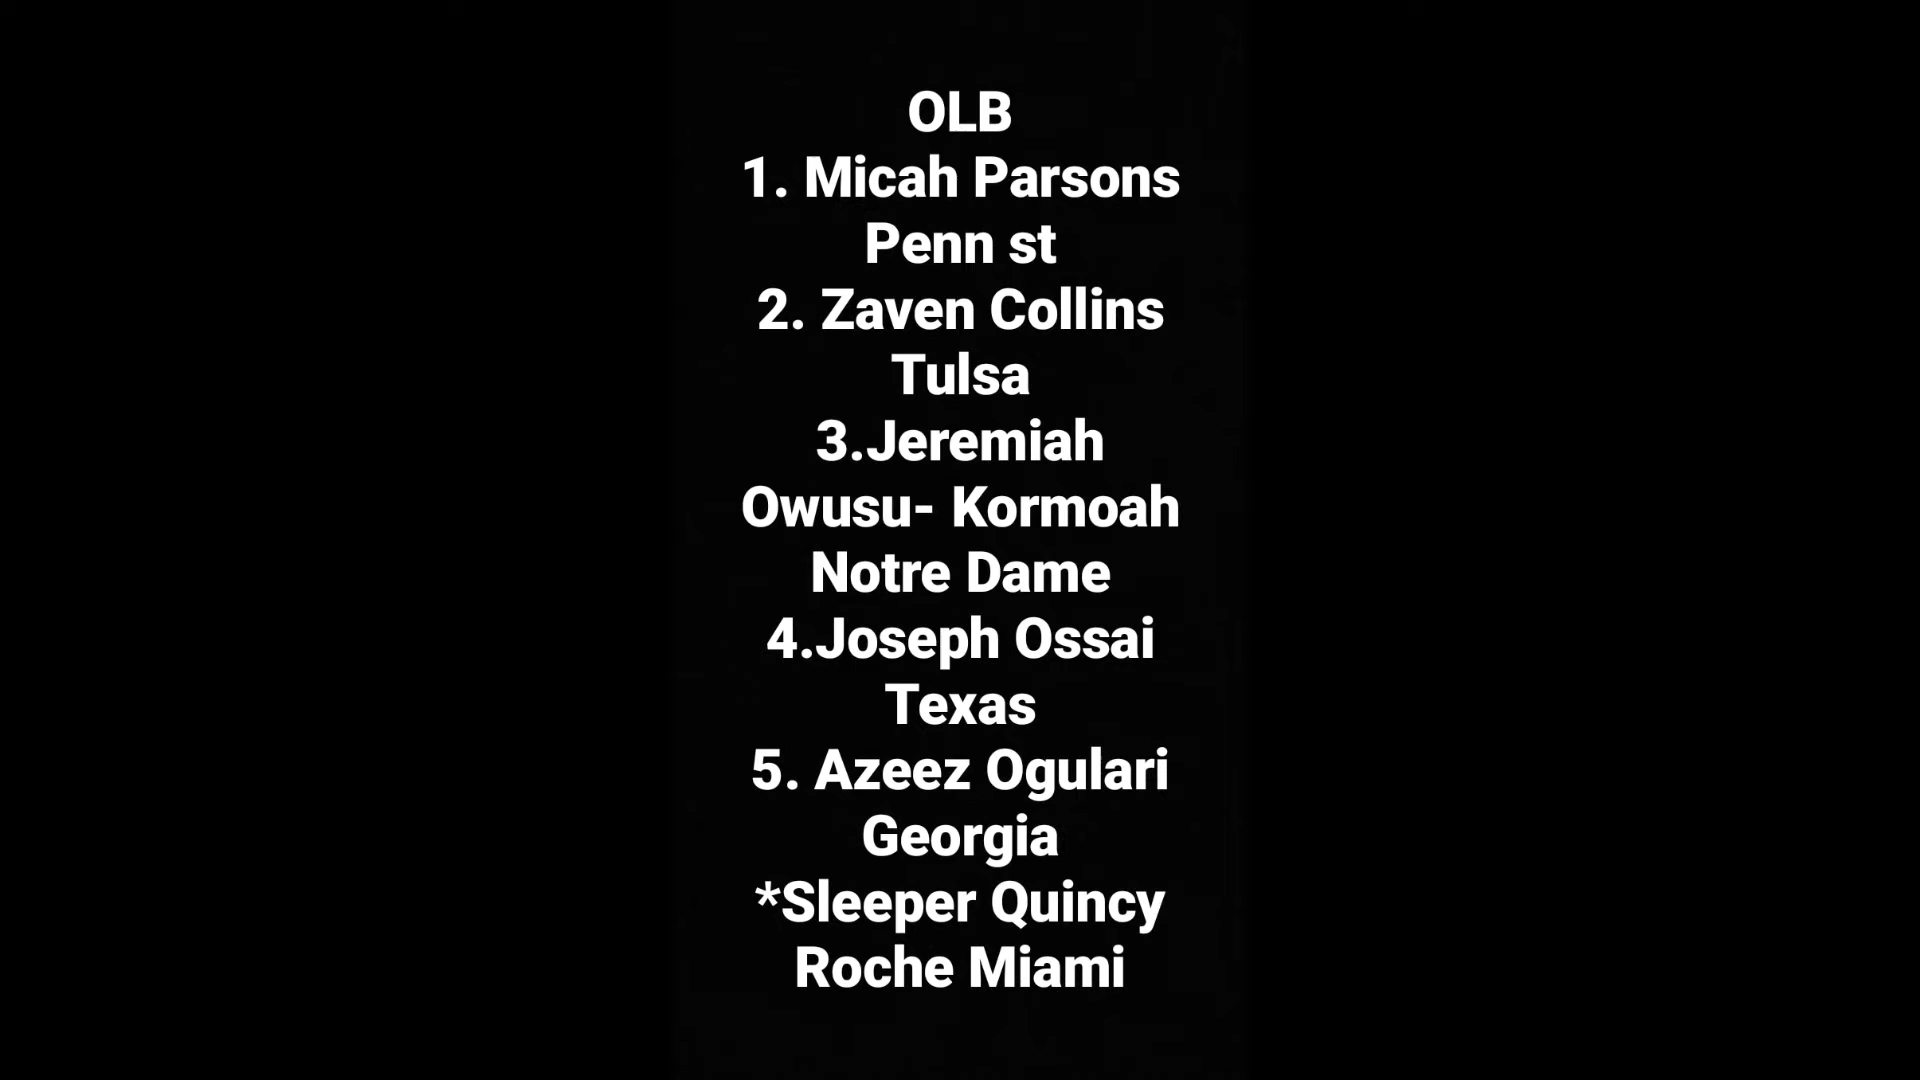 OLB
1. Micah Parsons
Penn st
2. Zaven Collins
Tulsa
3.Jeremiah
Owusu- Kormoah
Notre Dame
4.Joseph Ossai
Texas
5. Azeez Ogulari
Georgia
*Sleeper Quincy
Roche Miami